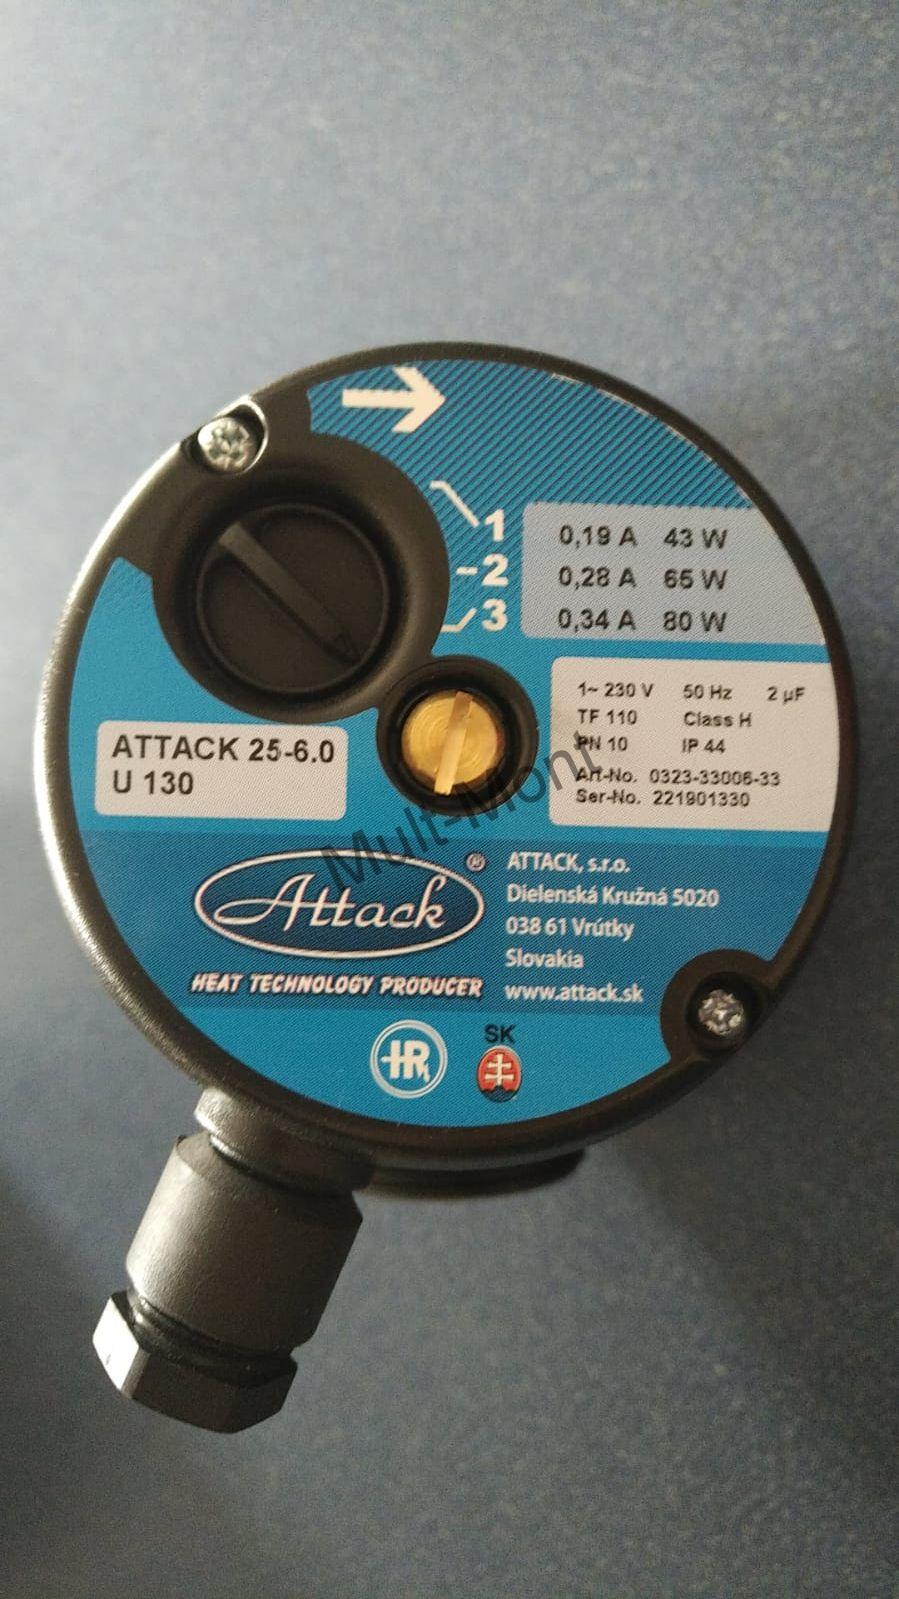 1 0,19 A 43 W
2 0,28 A 65 W
3 0,34 A 80 W
1~ 230 V 50 Hz 2 µF
TF 110 Class H
PN 10 IP 44
Art-No. 0323-33006-33
Ser-No. 221901330
ATTACK 25-6.0
U 130
Mult-Mont
Attack ®
HEAT TECHNOLOGY PRODUCER
ATTACK, s.r.o.
Dielenská Kružná 5020
038 61 Vrútky
Slovakia
www.attack.sk
HR
SK